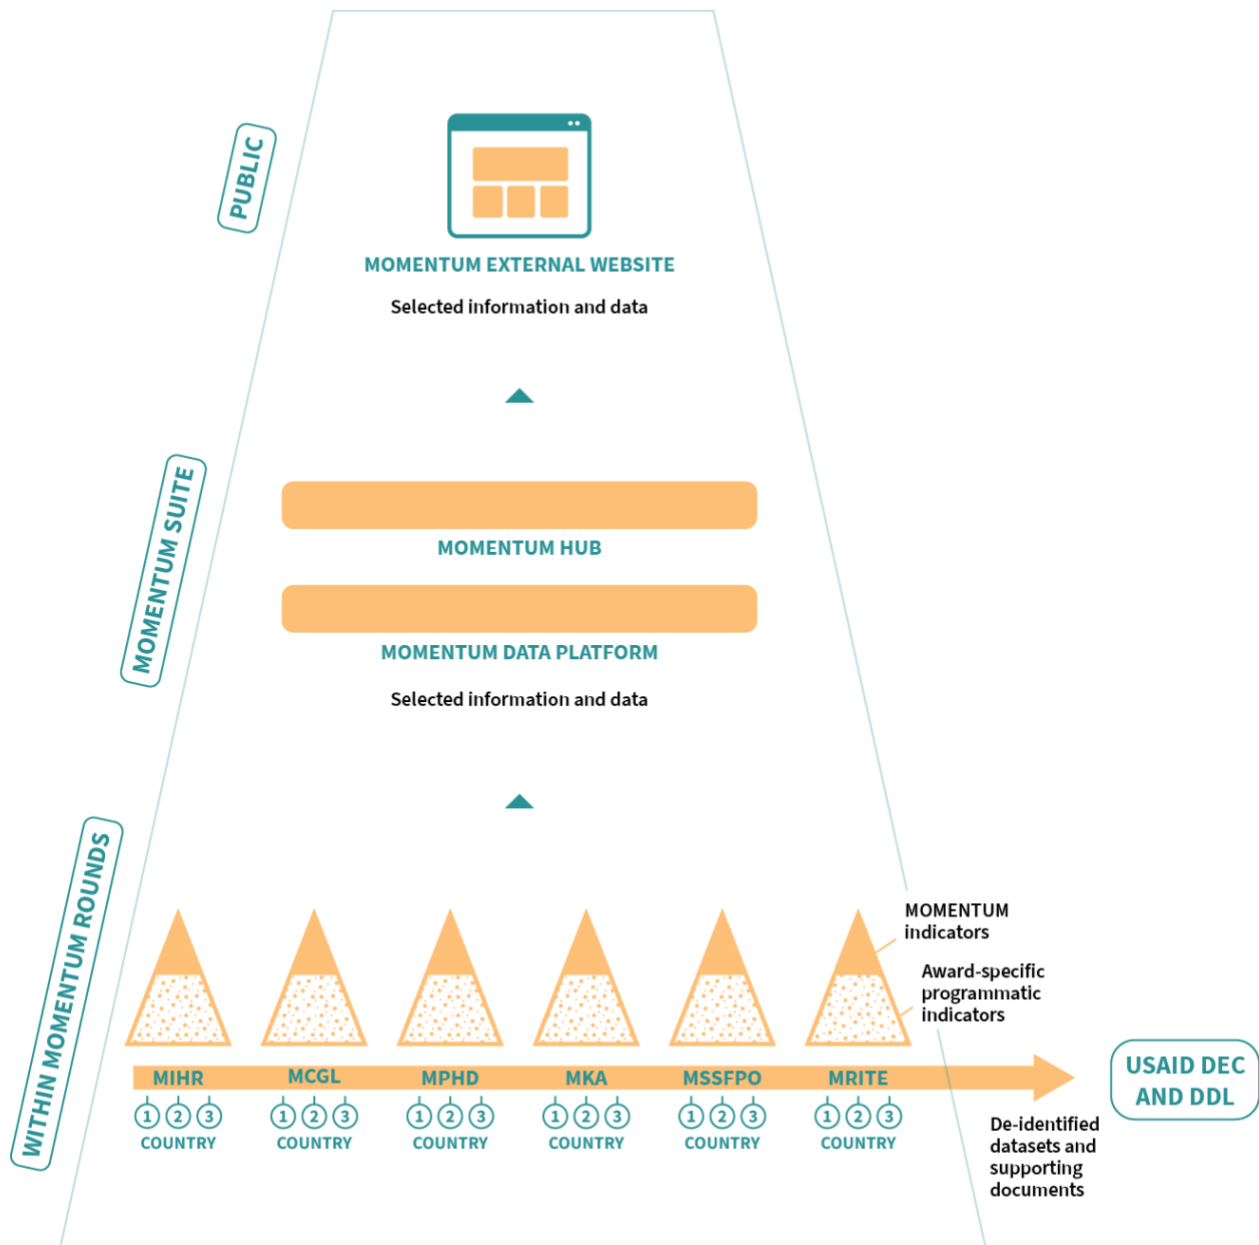 PUBLIC
MOMENTUM EXTERNAL WEBSITE
Selected information and data
MOMENTUM SUITE
MOMENTUM HUB
MOMENTUM DATA PLATFORM
Selected information and data
WITHIN MOMENTUM ROUNDS
MOMENTUM
indicators
Award-specific
programmatic
indicators
MIHR MCGL MPHD MKA MSSFPO MRITE
1 2 3 1 2 3 1 2 3 1 2 3 1 2 3 1 2 3
COUNTRY COUNTRY COUNTRY COUNTRY COUNTRY COUNTRY
USAID DEC
AND DDL
De-identified
datasets and
supporting
documents